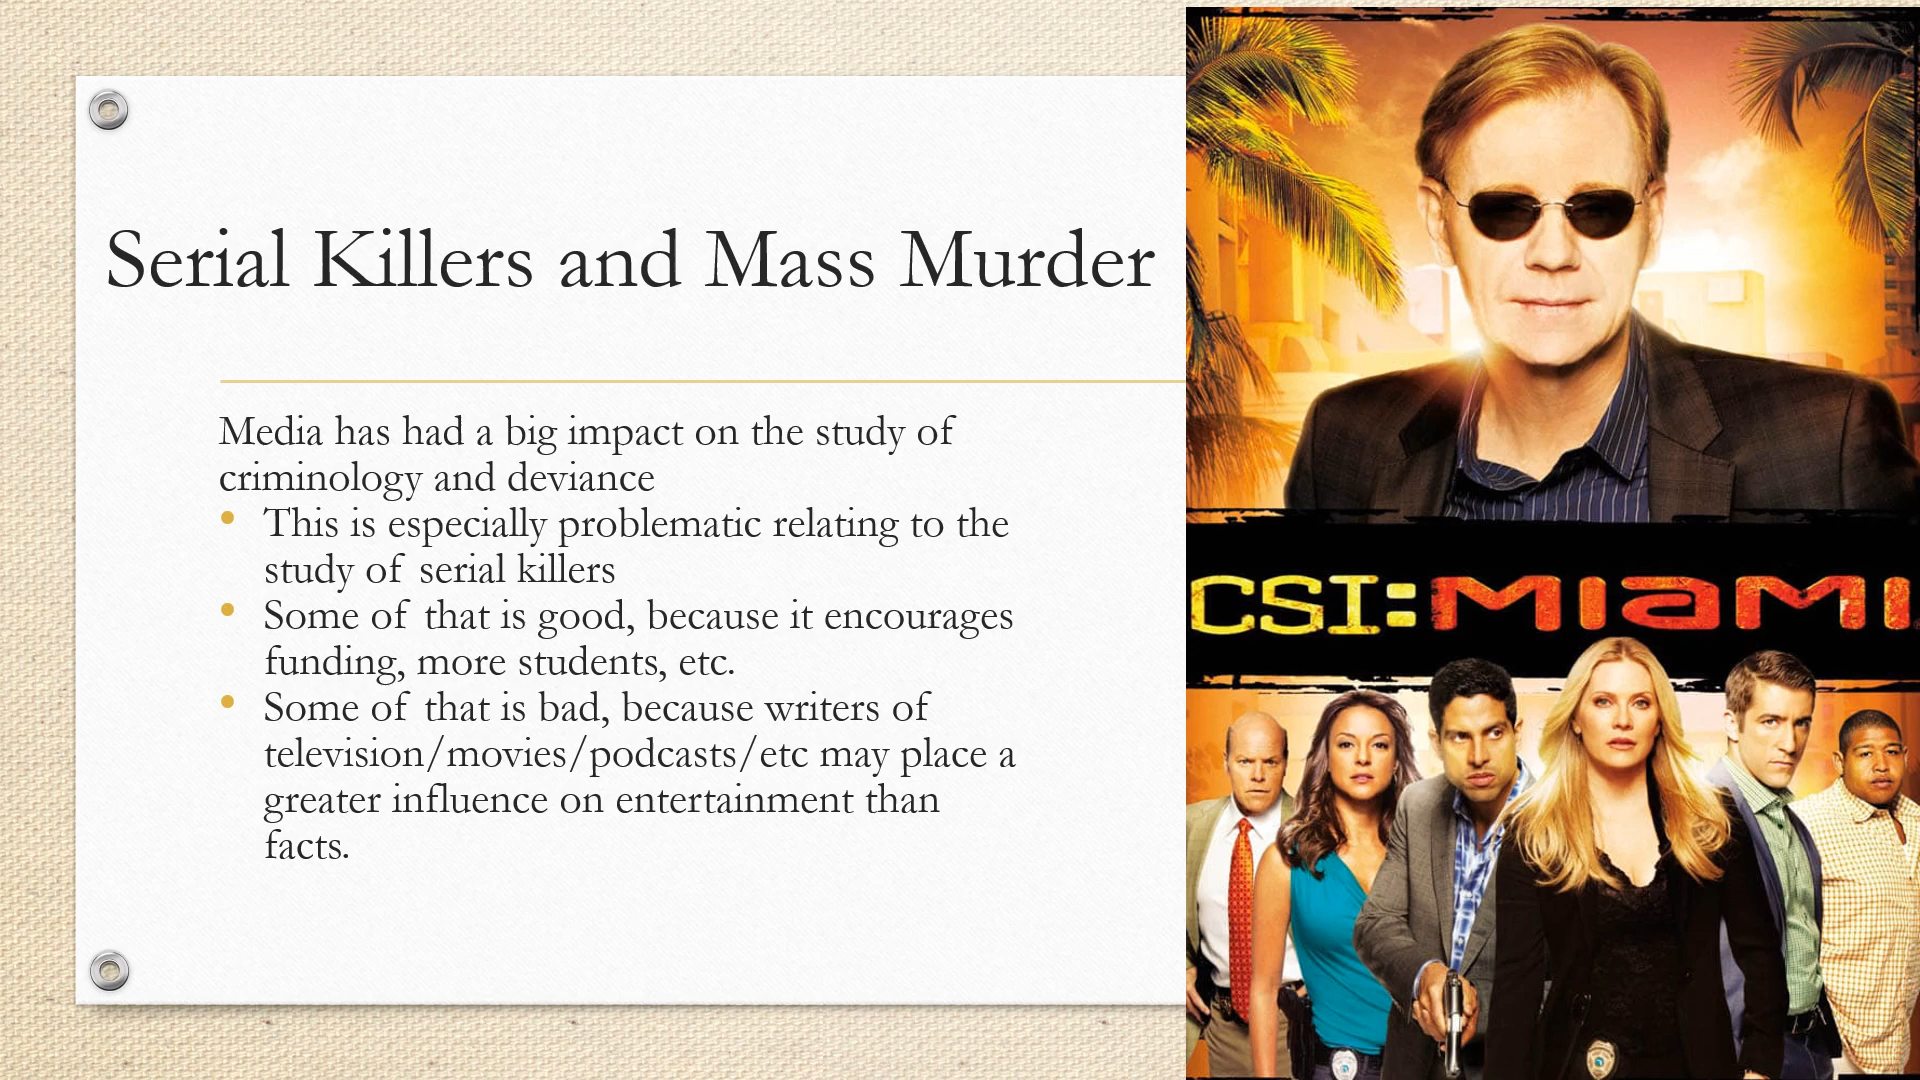 Serial Killers and Mass Murder
Media has had a big impact on the study of
criminology and deviance
• This is especially problematic relating to the
study of serial killers
• Some of that is good, because it encourages
funding, more students, etc.
• Some of that is bad, because writers of
television/movies/podcasts/etc may place a
greater influence on entertainment than
facts.
CSI:MIAMI